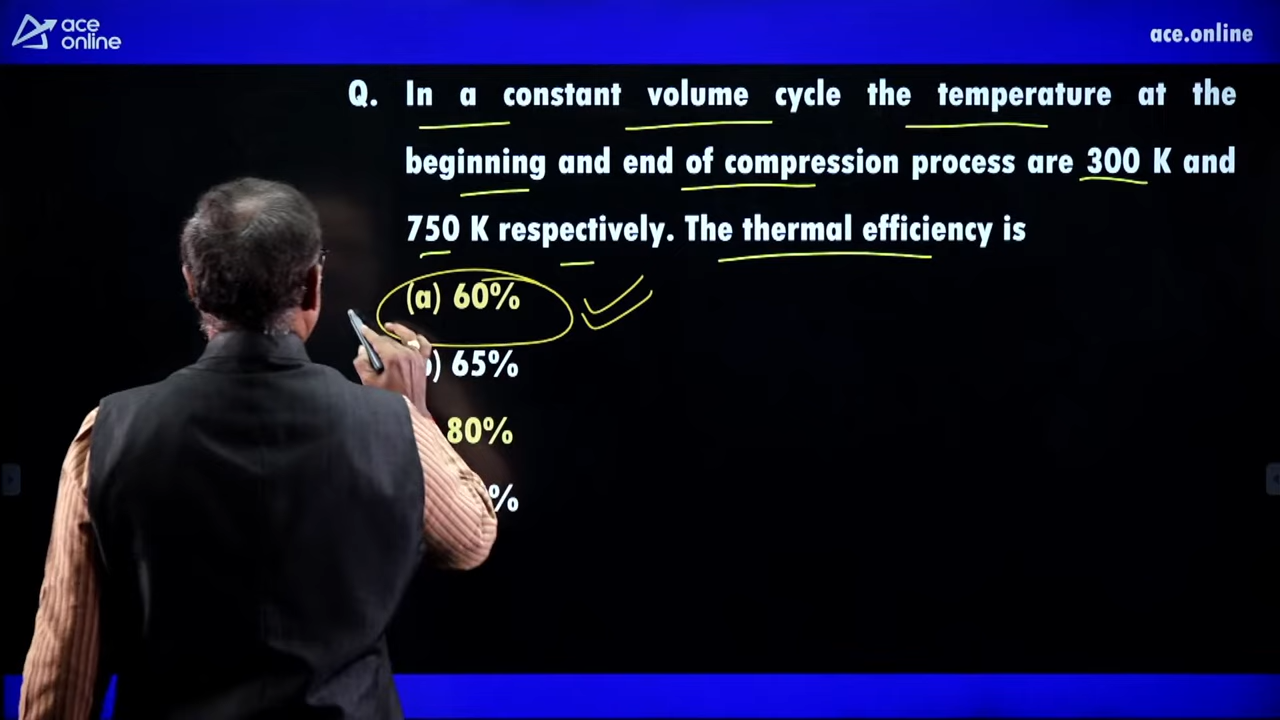 ace
online
ace.online
Q. In a constant volume cycle the temperature at the
beginning and end of compression process are 300 K and
750 K respectively. The thermal efficiency is
(a) 60%
) 65%
80%
%